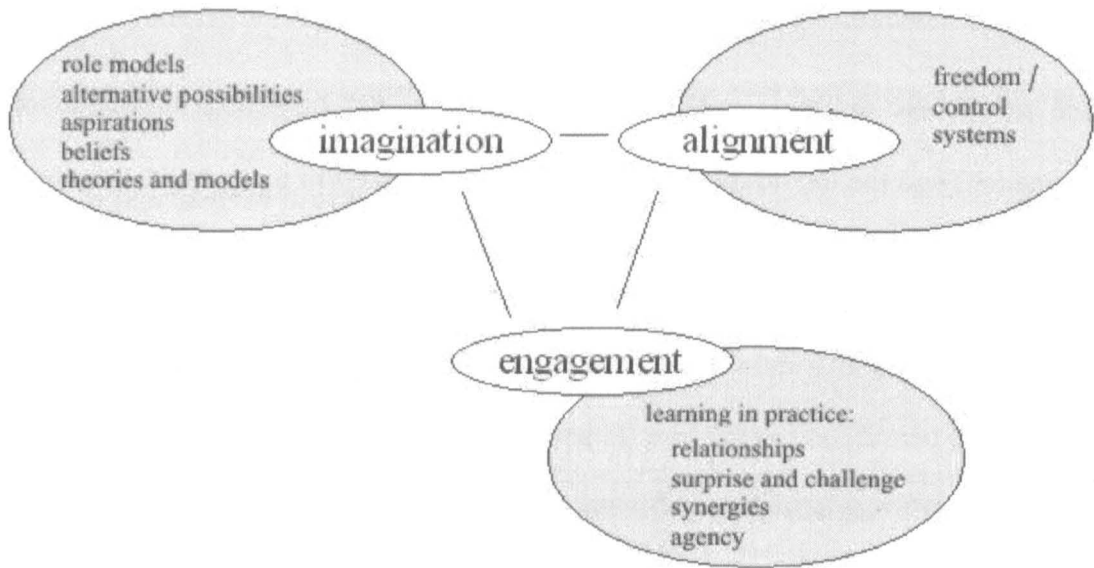 role models
alternative possibilities
aspirations
beliefs
theories and models
imagination
alignment
freedom /
control
systems
engagement
learning in practice:
relationships
surprise and challenge
synergies
agency